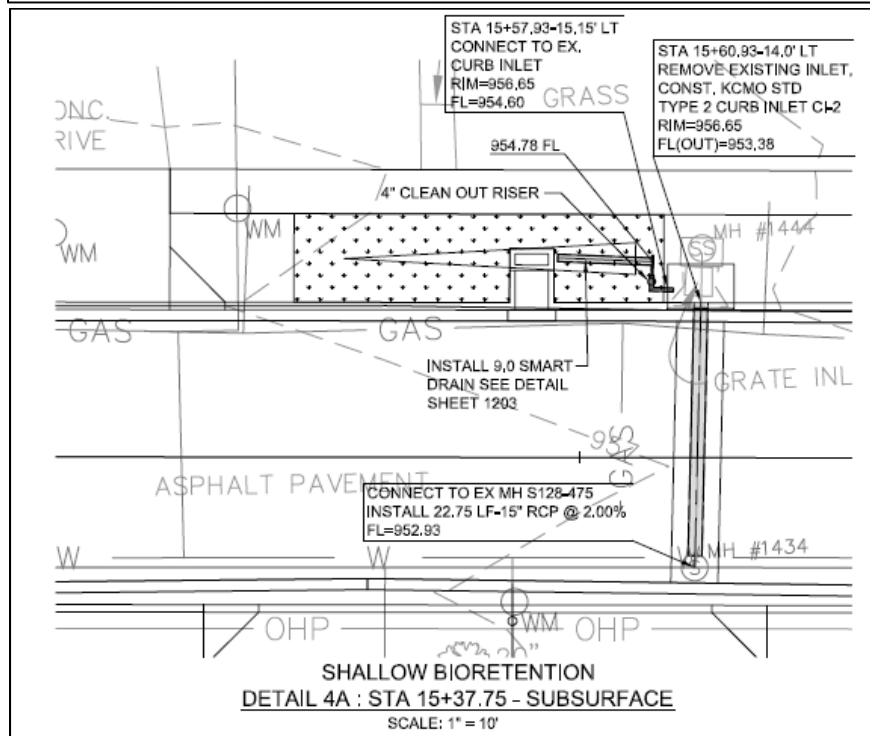 STA 15+57.93-15.15' LT
CONNECT TO EX.
CURB INLET
RIM=956.65
FL=954.60
STA 15+60.93-14.0' LT
REMOVE EXISTING INLET,
CONST. KCMO STD
TYPE 2 CURB INLET CI-2
RIM=956.65
FL(OUT)=953.38
GRASS
ONC.
RIVE
954.78 FL
4" CLEAN OUT RISER
WM
WM
MH #1444
SS
GAS
GAS
INSTALL 9.0 SMART
DRAIN SEE DETAIL
SHEET 1203
GRATE INL
GAS
ASPHALT PAVEMENT
CONNECT TO EX MH S128-475
INSTALL 22.75 LF-15" RCP @ 2.00%
FL=952.93
W
W
MH #1434
S
OHP
WM
OHP
SHALLOW BIORETENTION
DETAIL 4A : STA 15+37.75 - SUBSURFACE
SCALE: 1" = 10'